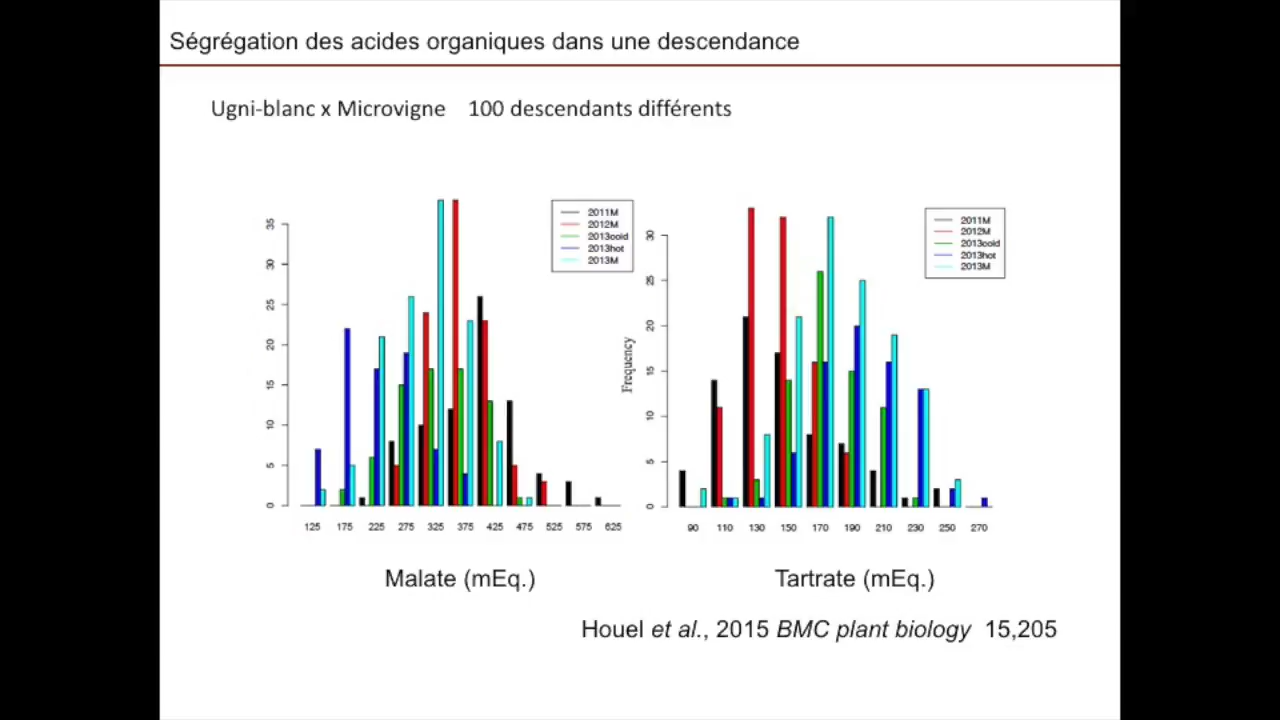 Ségrégation des acides organiques dans une descendance
Ugni-blanc x Microvigne 100 descendants différents
2011M
2012M
2013cold
2013hot
2013M
35
30
25
20
15
10
5
0
125 175 225 275 325 375 425 475 525 575 625
Malate (mEq.)
2011M
2012M
2013cold
2013hot
2013M
Frequency
30
25
20
15
10
5
0
90 110 130 150 170 190 210 230 250 270
Tartrate (mEq.)
Houel et al., 2015 BMC plant biology 15,205